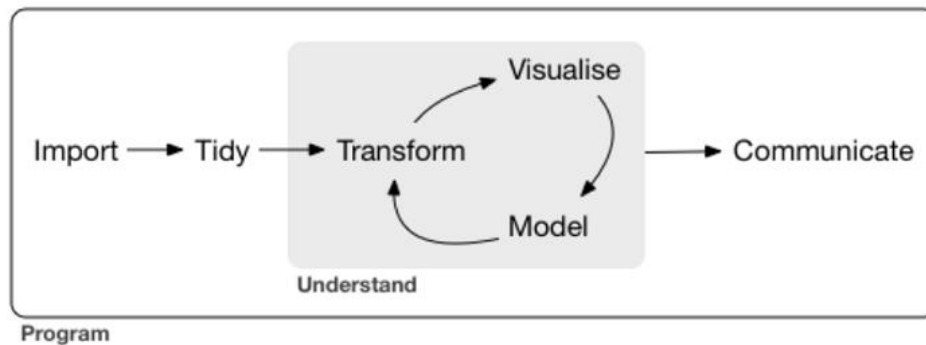 Visualise
Import
Tidy
Transform
Communicate
Model
Understand
Program